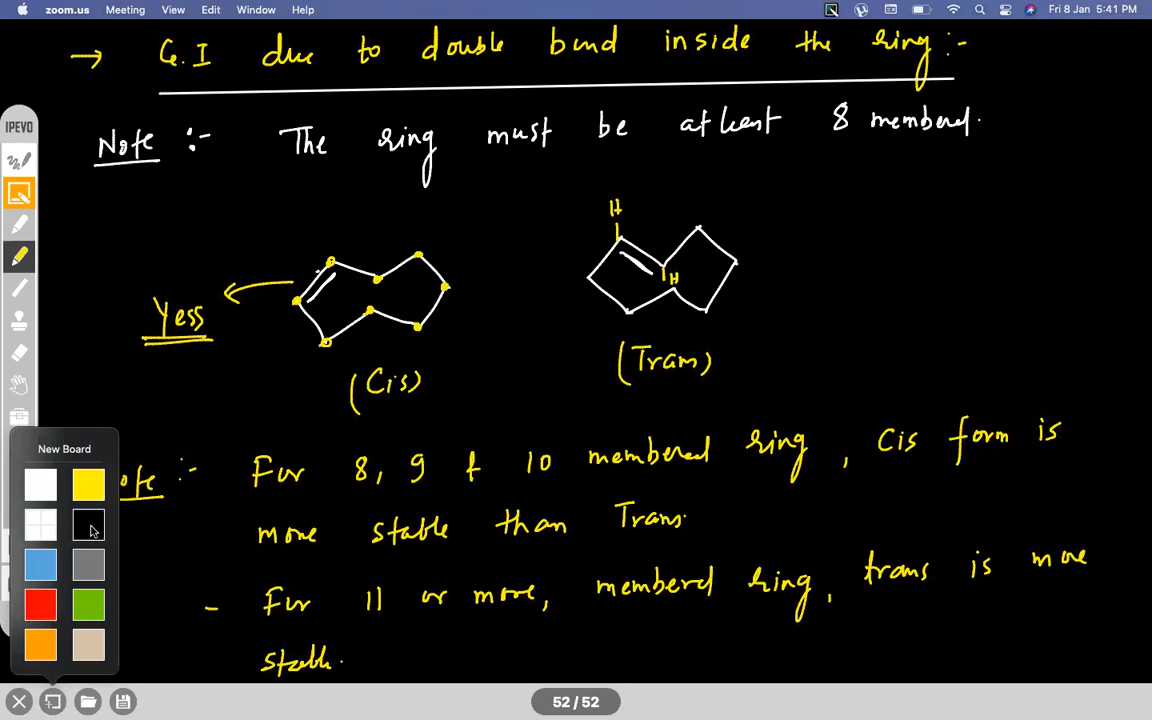 zoom.us Meeting View Edit Window Help Fri 8 Jan 5:41 PM
→ G.I due to double bond inside the ring:-
IPEVO
Note :- The ring must be atleast 8 membered.
H
H
Yess
(Cis)
(Trans)
New Board
ote :- For 8, 9 & 10 membered ring, Cis form is
more stable than Trans.
- For 11 or more, membered ring, trans is more
stable.
52 / 52